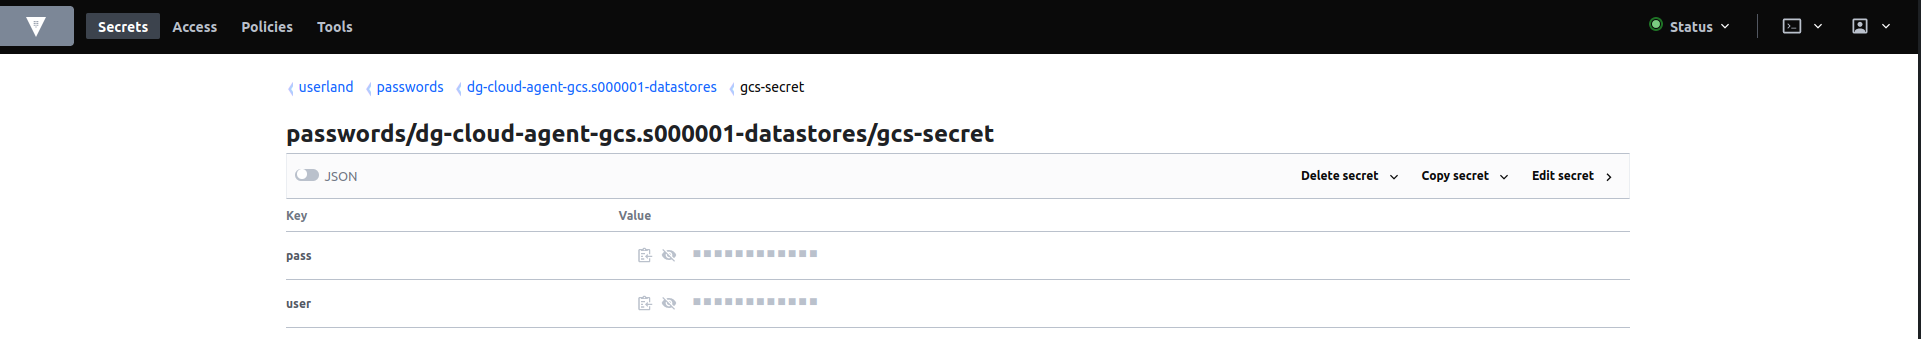 Secrets Access Policies Tools Status
userland passwords dg-cloud-agent-gcs.s000001-datastores gcs-secret
passwords/dg-cloud-agent-gcs.s000001-datastores/gcs-secret
JSON Delete secret Copy secret Edit secret
Key Value
pass
user